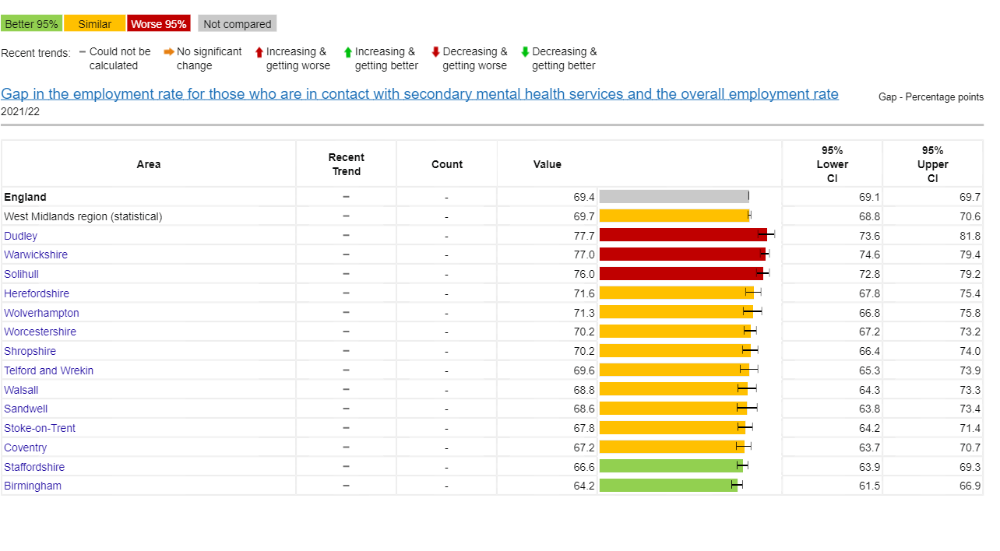 Better 95% Similar Worse 95% Not compared
Recent trends: – Could not be calculated No significant change Increasing & getting worse Increasing & getting better Decreasing & getting worse Decreasing & getting better
Gap in the employment rate for those who are in contact with secondary mental health services and the overall employment rate Gap - Percentage points
2021/22
Area Recent Trend Count Value 95% Lower CI 95% Upper CI
England – - 69.4 69.1 69.7
West Midlands region (statistical) – - 69.7 68.8 70.6
Dudley – - 77.7 73.6 81.8
Warwickshire – - 77.0 74.6 79.4
Solihull – - 76.0 72.8 79.2
Herefordshire – - 71.6 67.8 75.4
Wolverhampton – - 71.3 66.8 75.8
Worcestershire – - 70.2 67.2 73.2
Shropshire – - 70.2 66.4 74.0
Telford and Wrekin – - 69.6 65.3 73.9
Walsall – - 68.8 64.3 73.3
Sandwell – - 68.6 63.8 73.4
Stoke-on-Trent – - 67.8 64.2 71.4
Coventry – - 67.2 63.7 70.7
Staffordshire – - 66.6 63.9 69.3
Birmingham – - 64.2 61.5 66.9